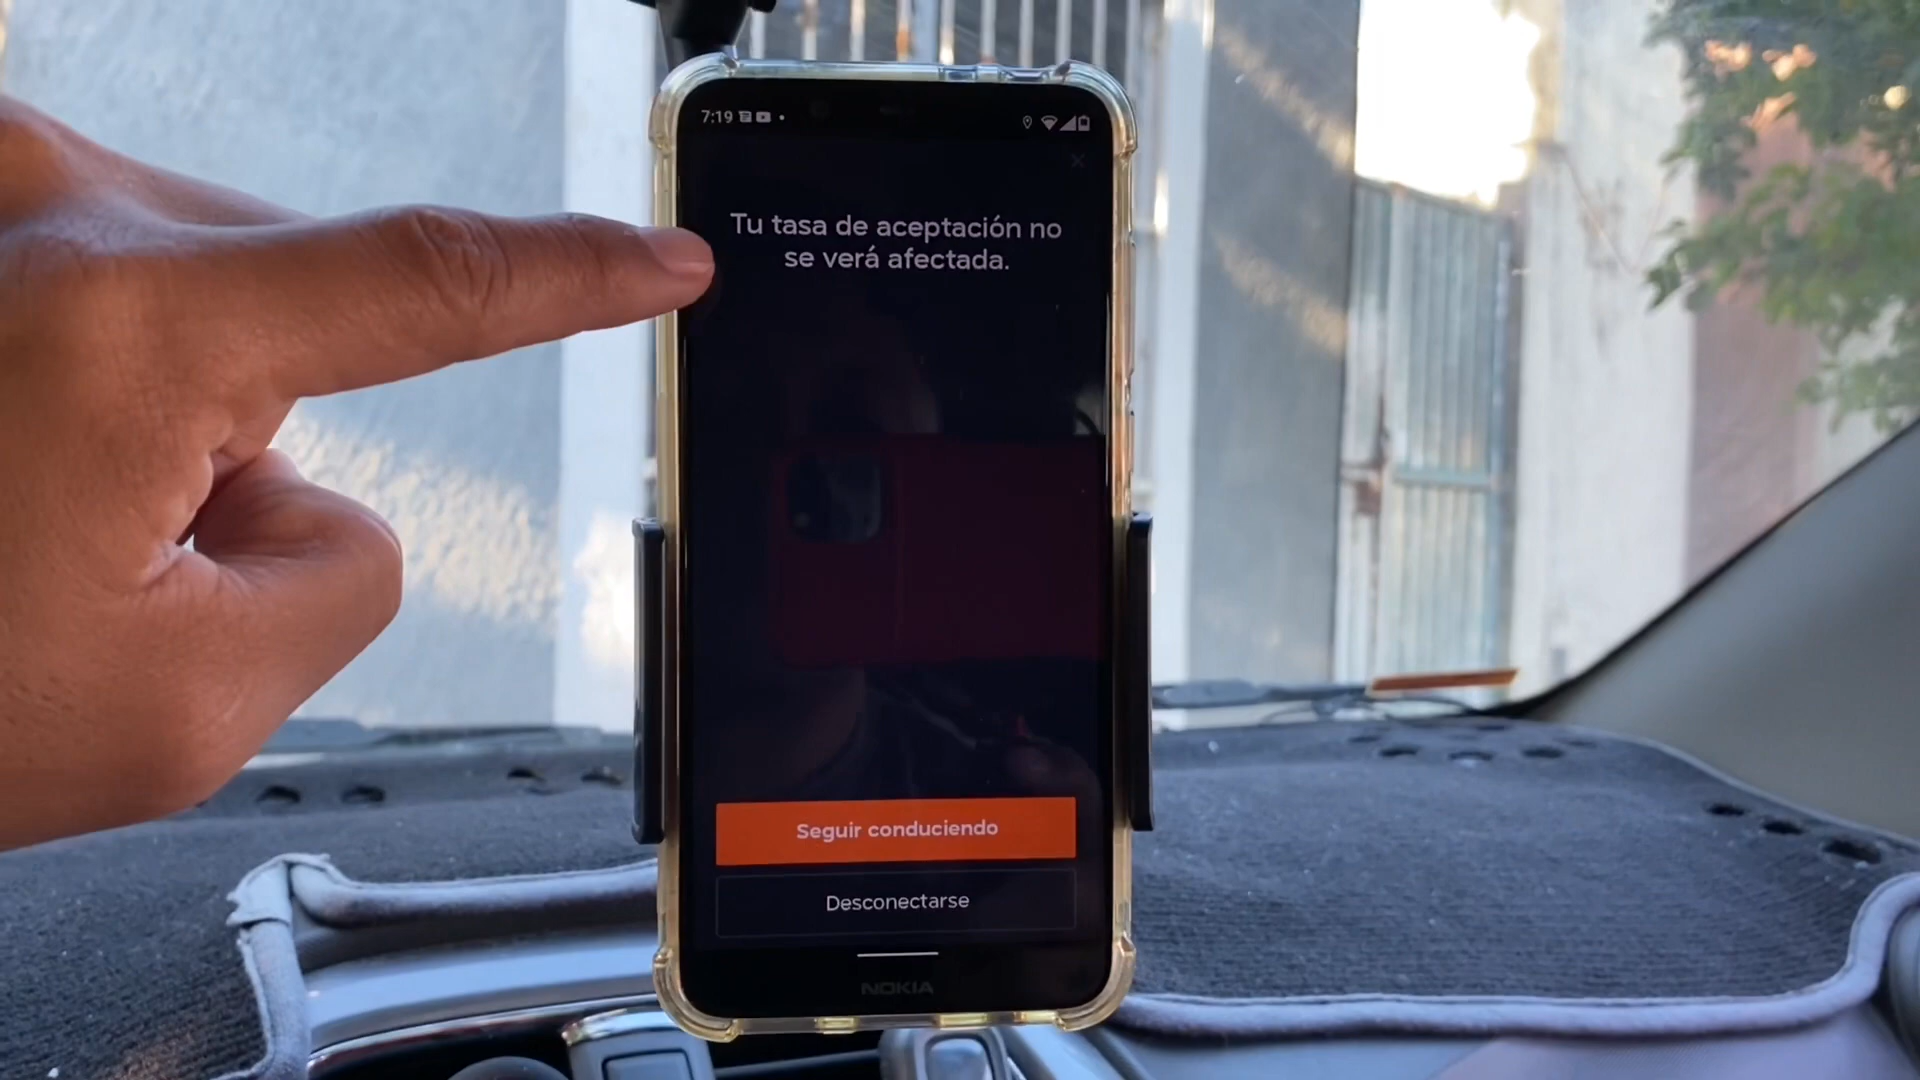 7:19
Tu tasa de aceptación no
se verá afectada.
Seguir conduciendo
Desconectarse
NOKIA